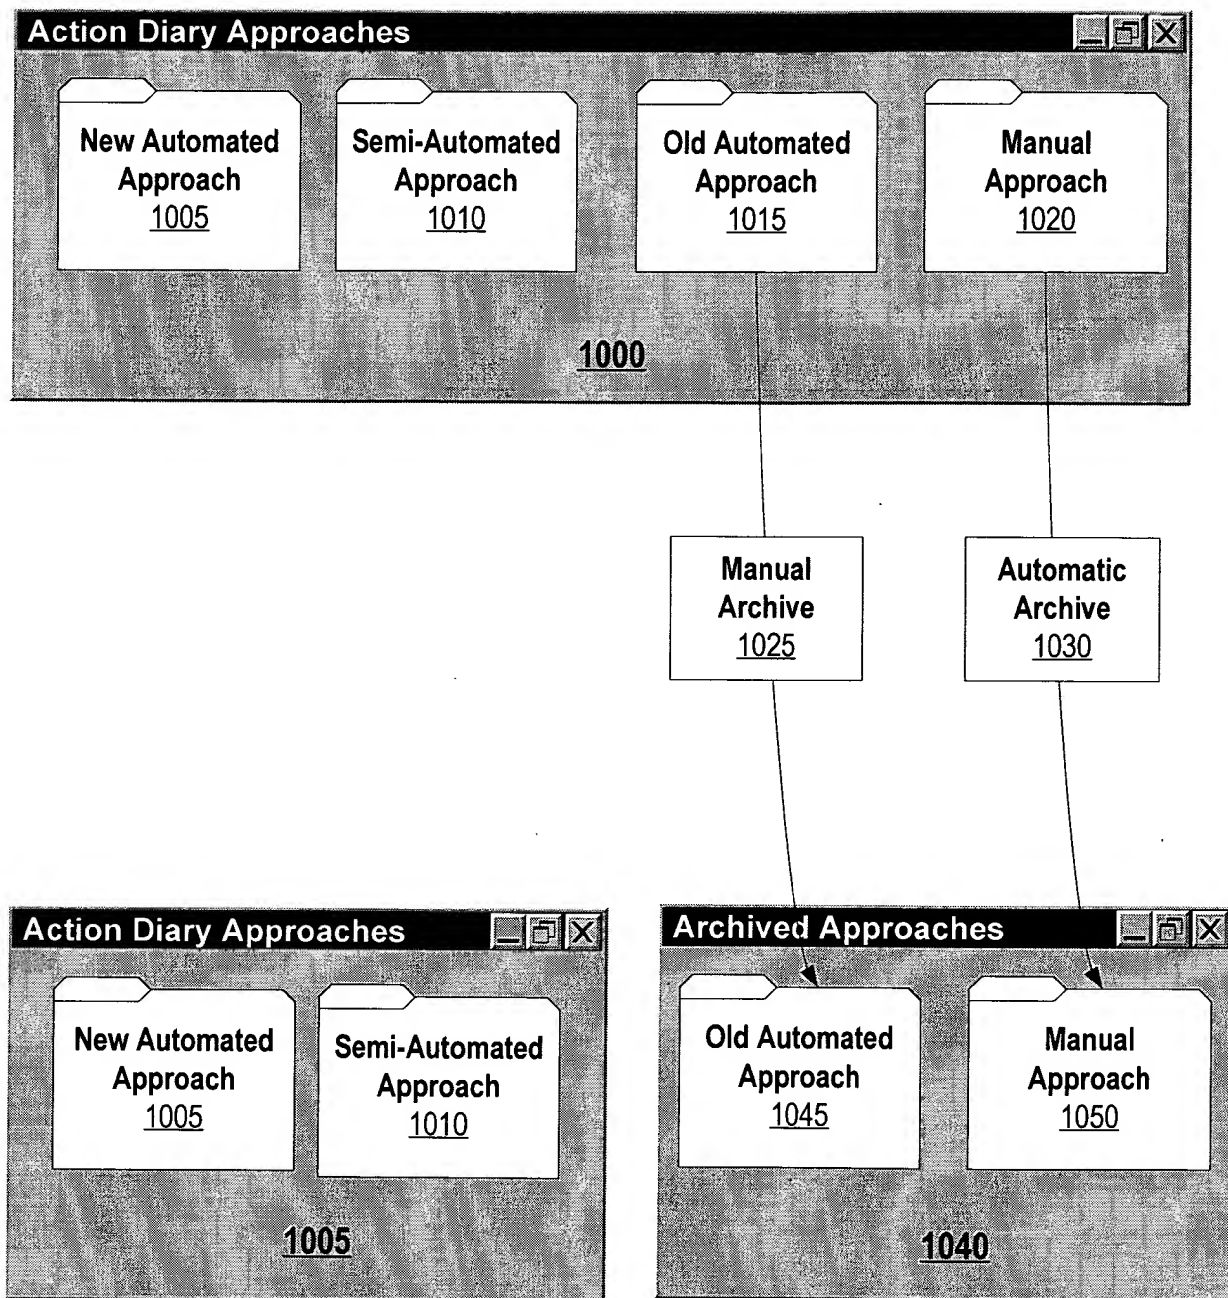 Action Diary Approaches
New Automated
Approach
1005
Semi-Automated
Approach
1010
Old Automated
Approach
1015
Manual
Approach
1020
1000
Manual
Archive
1025
Automatic
Archive
1030
Action Diary Approaches
New Automated
Approach
1005
Semi-Automated
Approach
1010
1005
Archived Approaches
Old Automated
Approach
1045
Manual
Approach
1050
1040